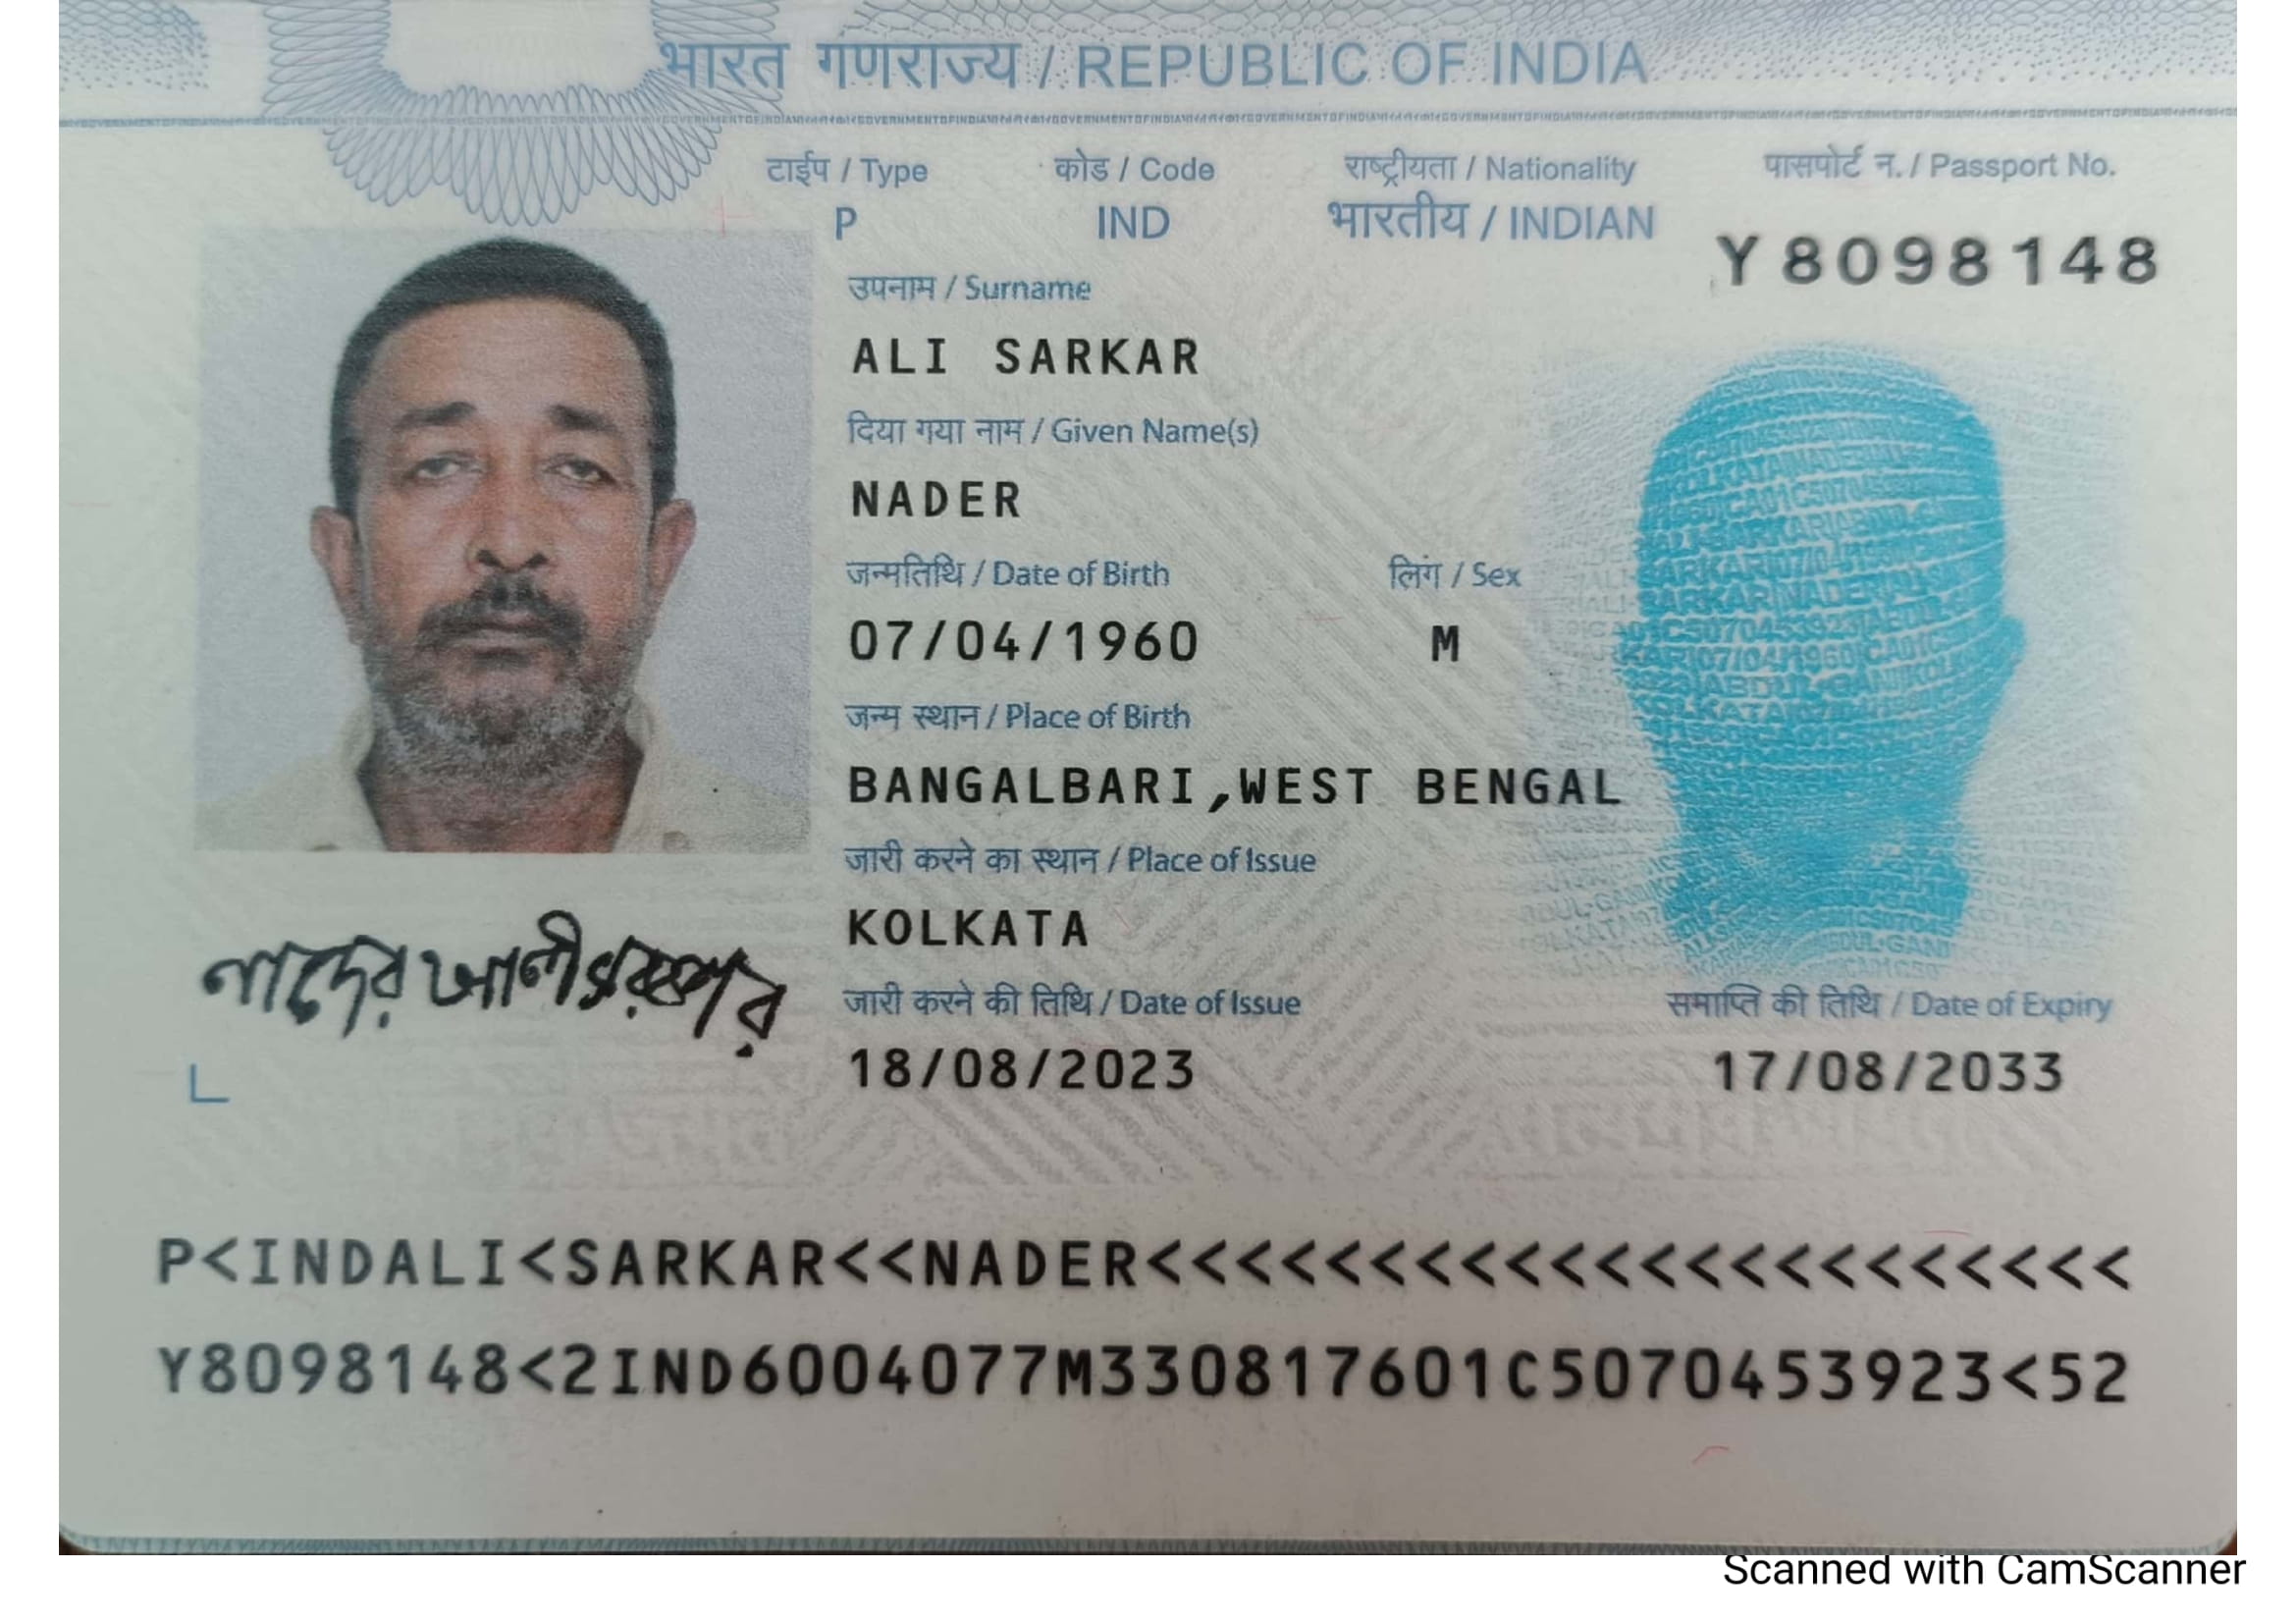 भारत गणराज्य / REPUBLIC OF INDIA
टाईप / Type कोड / Code राष्ट्रीयता / Nationality पासपोर्ट न. / Passport No.
P IND भारतीय / INDIAN Y8098148
उपनाम / Surname
ALI SARKAR
दिया गया नाम / Given Name(s)
NADER
जन्मतिथि / Date of Birth लिंग / Sex
07/04/1960 M
जन्म स्थान / Place of Birth
BANGALBARI,WEST BENGAL
जारी करने का स्थान / Place of Issue
KOLKATA
নাদের আলী সরকার
जारी करने की तिथि / Date of Issue समाप्ति की तिथि / Date of Expiry
18/08/2023 17/08/2033
P<INDALI<SARKAR<<NADER<<<<<<<<<<<<<<<<<<<<<<
Y8098148<2IND6004077M330817601C5070453923<52
Scanned with CamScanner